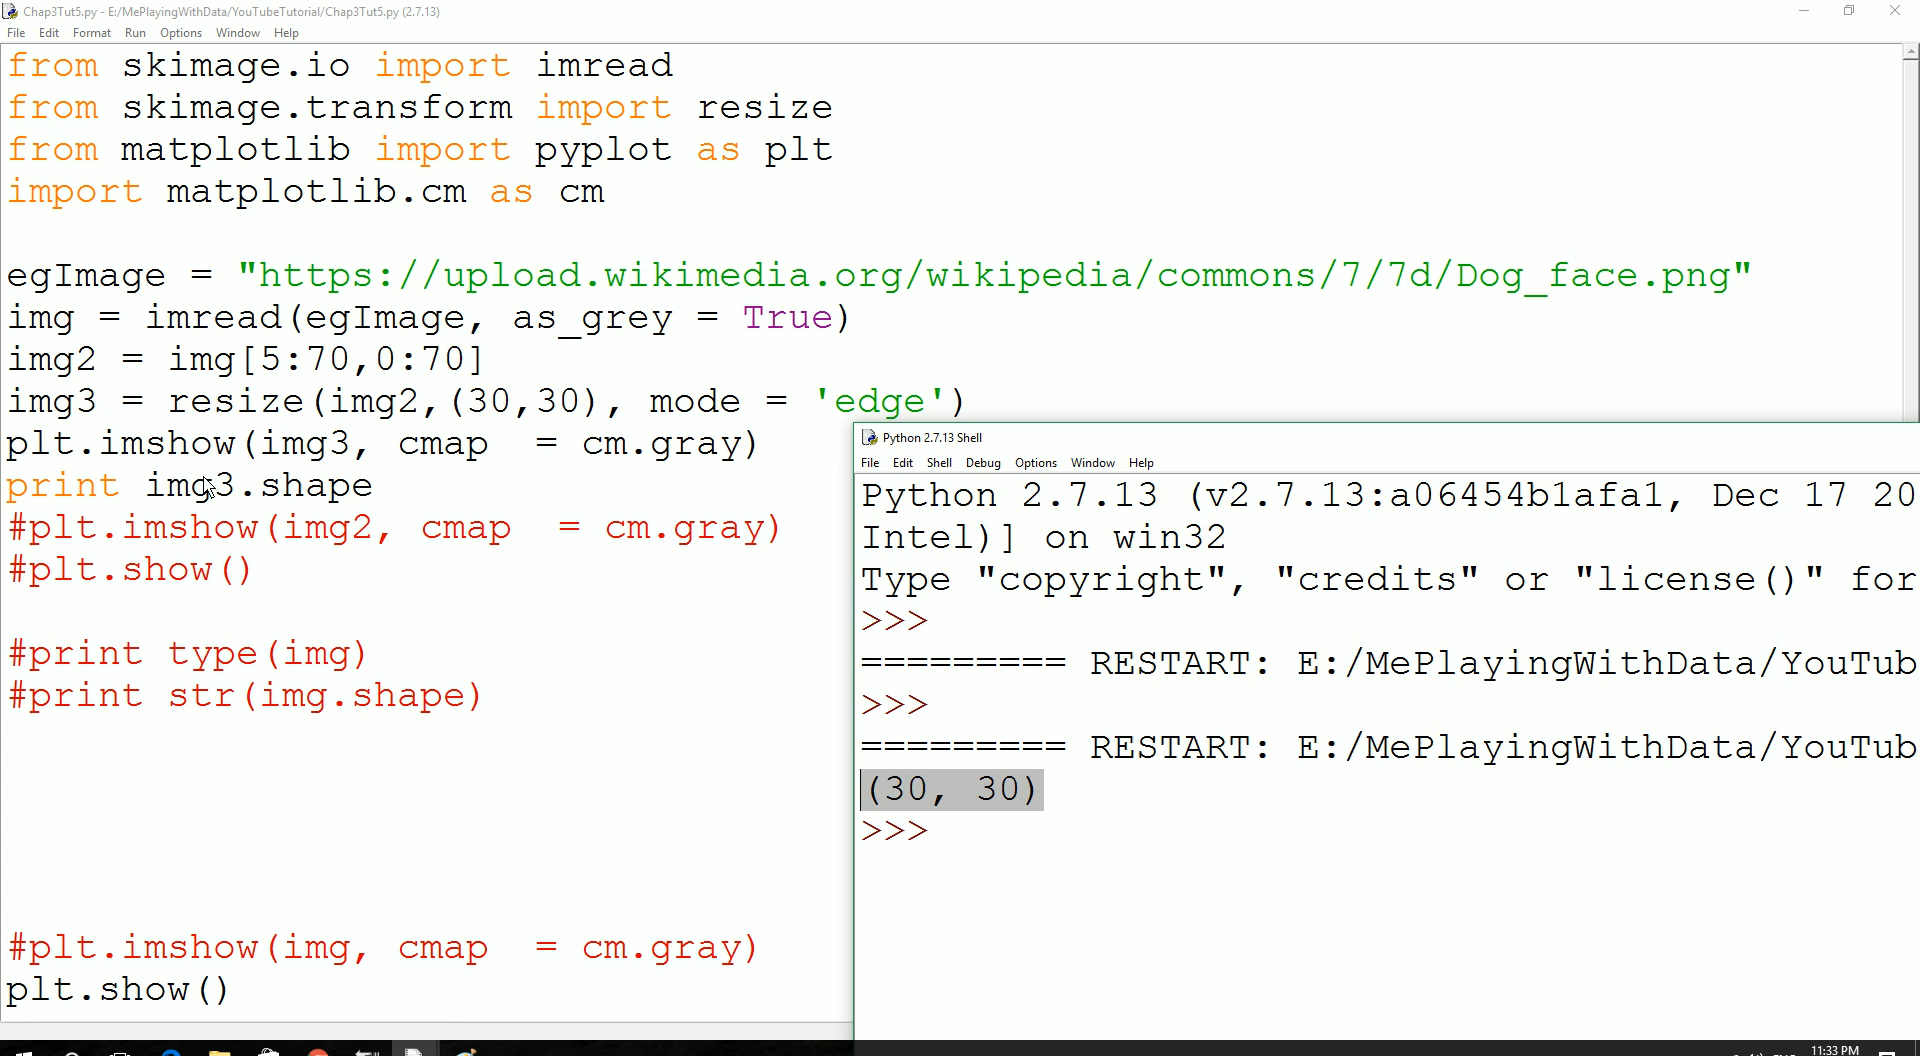 Chap3Tut5.py - E:/MePlayingWithData/YouTubeTutorial/Chap3Tut5.py (2.7.13)
File Edit Format Run Options Window Help
from skimage.io import imread
from skimage.transform import resize
from matplotlib import pyplot as plt
import matplotlib.cm as cm
egImage = "https://upload.wikimedia.org/wikipedia/commons/7/7d/Dog_face.png"
img = imread(egImage, as_grey = True)
img2 = img[5:70,0:70]
img3 = resize(img2,(30,30), mode = 'edge')
plt.imshow(img3, cmap  = cm.gray)
print img3.shape
#plt.imshow(img2, cmap  = cm.gray)
#plt.show()
#print type(img)
#print str(img.shape)
#plt.imshow(img, cmap  = cm.gray)
plt.show()
Python 2.7.13 Shell
File Edit Shell Debug Options Window Help
Python 2.7.13 (v2.7.13:a06454b1afa1, Dec 17 20
Intel)] on win32
Type "copyright", "credits" or "license()" for
>>>
========= RESTART: E:/MePlayingWithData/YouTub
>>>
========= RESTART: E:/MePlayingWithData/YouTub
(30, 30)
>>>
11:33 PM